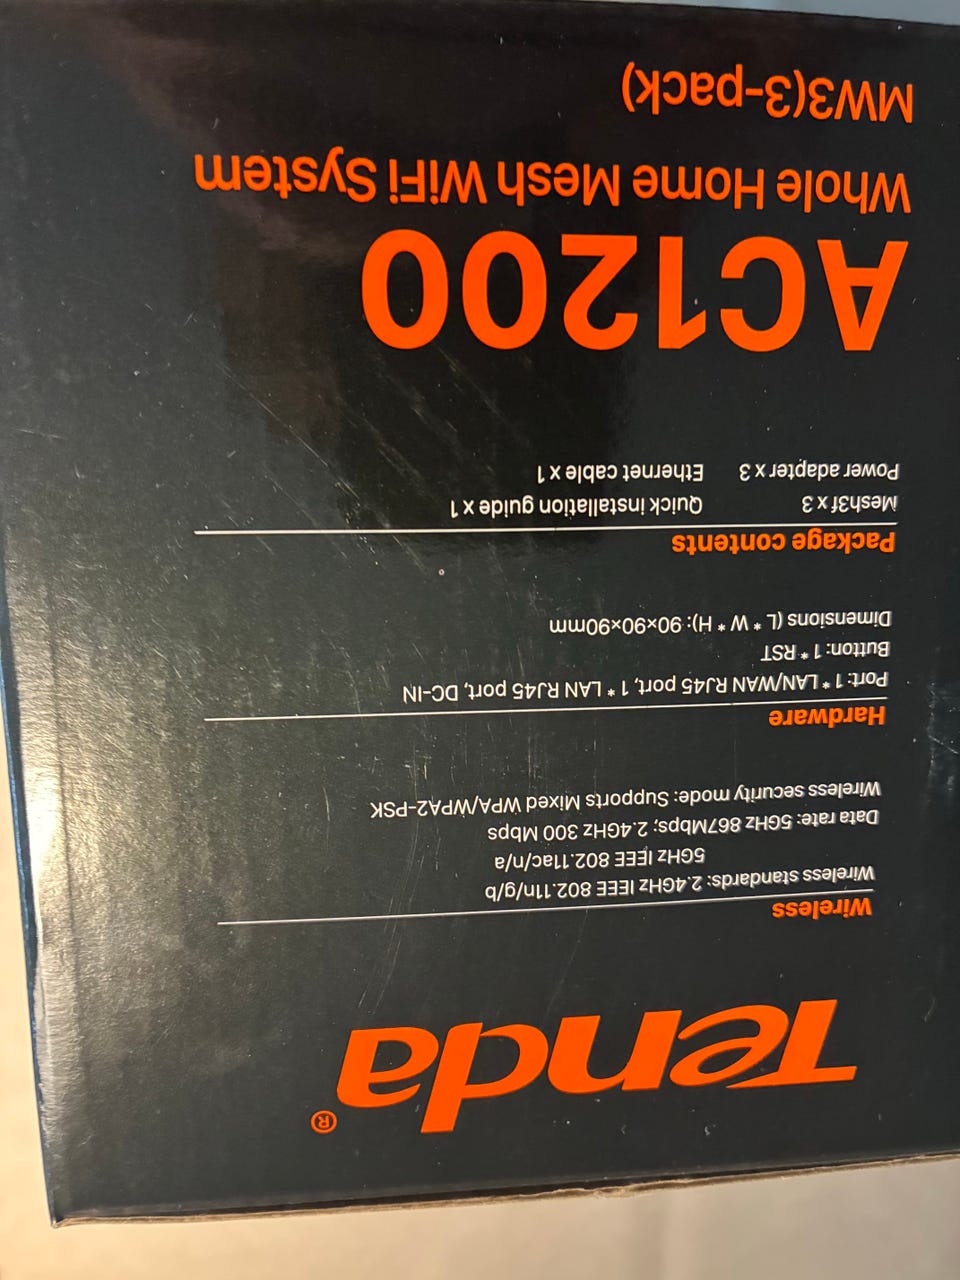 Tenda®
Wireless
Wireless standards: 2.4GHz IEEE 802.11n/g/b
5GHz IEEE 802.11ac/n/a
Data rate: 5GHz 867Mbps; 2.4GHz 300 Mbps
Wireless security mode: Supports Mixed WPA/WPA2-PSK
Hardware
Port: 1 * LAN/WAN RJ45 port, 1 * LAN RJ45 port, DC-IN
Button: 1 * RST
Dimensions (L * W * H): 90×90×90mm
Package contents
Mesh3f x 3 Quick installation guide x 1
Power adapter x 3 Ethernet cable x 1
AC1200
Whole Home Mesh WiFi System
MW3(3-pack)